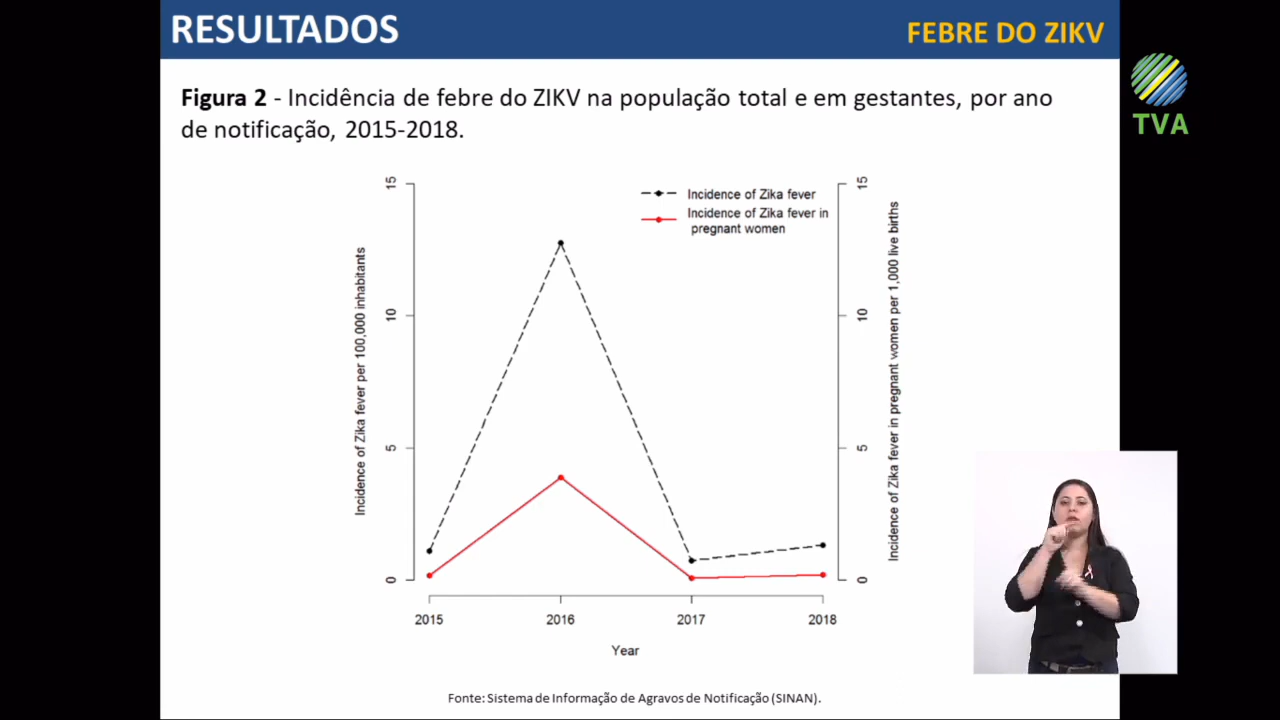 RESULTADOS
FEBRE DO ZIKV
TVA
Figura 2 - Incidência de febre do ZIKV na população total e em gestantes, por ano
de notificação, 2015-2018.
Incidence of Zika fever
Incidence of Zika fever in
pregnant women
Incidence of Zika fever per 100,000 inhabitants
15
10
5
0
15
10
5
0
Incidence of Zika fever in pregnant women per 1,000 live births
2015 2016 2017 2018
Year
Fonte: Sistema de Informação de Agravos de Notificação (SINAN).